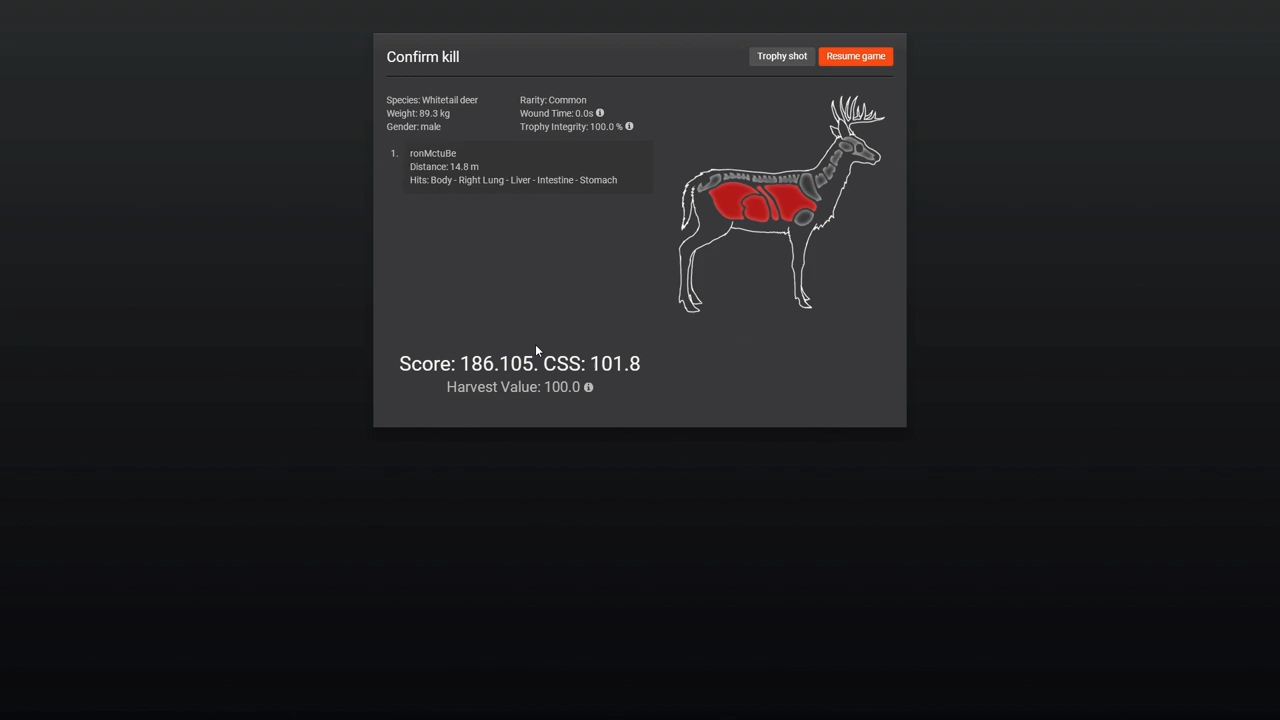 Confirm kill
Trophy shot
Resume game
Species: Whitetail deer
Weight: 89.3 kg
Gender: male
Rarity: Common
Wound Time: 0.0s
Trophy Integrity: 100.0 %
1. ronMctuBe
Distance: 14.8 m
Hits: Body - Right Lung - Liver - Intestine - Stomach
Score: 186.105. CSS: 101.8
Harvest Value: 100.0